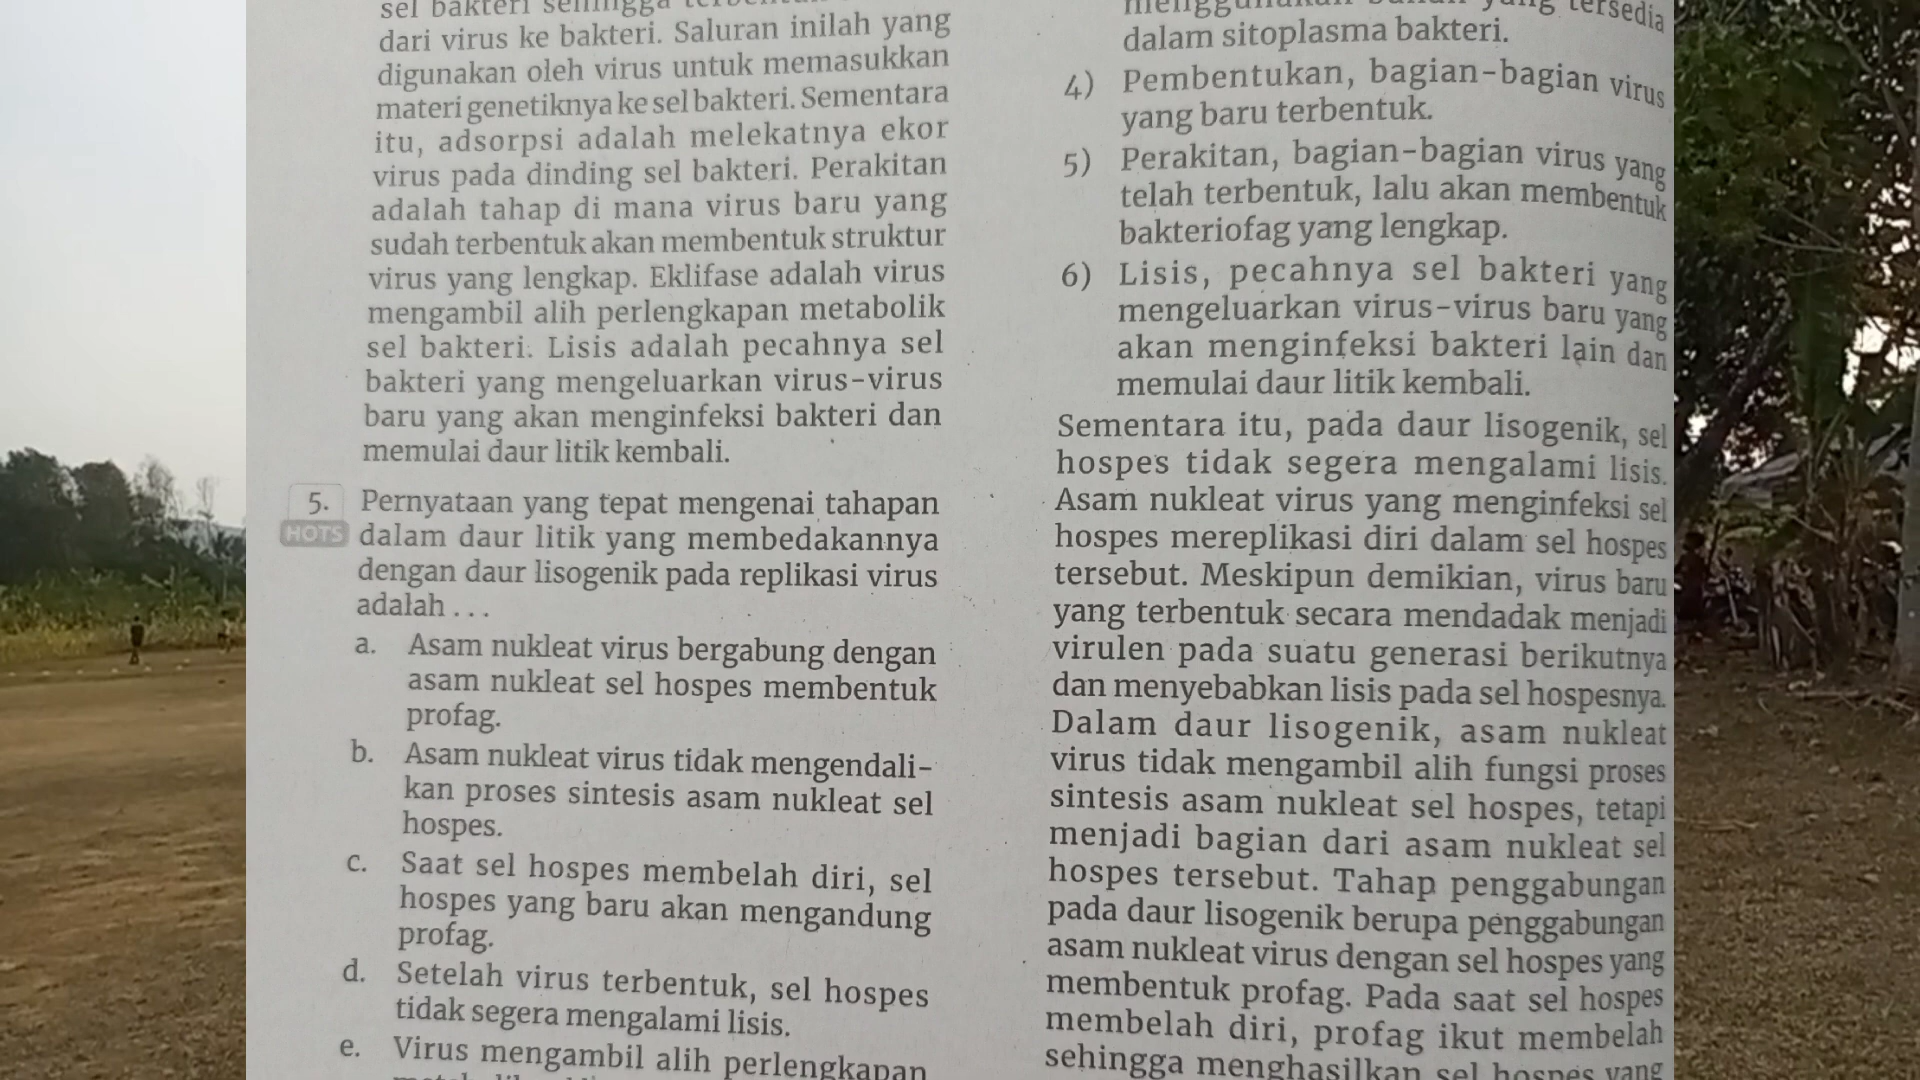 sel bakteri sehingga
dari virus ke bakteri. Saluran inilah yang
digunakan oleh virus untuk memasukkan
materi genetiknya ke sel bakteri. Sementara
itu, adsorpsi adalah melekatnya ekor
virus pada dinding sel bakteri. Perakitan
adalah tahap di mana virus baru yang
sudah terbentuk akan membentuk struktur
virus yang lengkap. Eklifase adalah virus
mengambil alih perlengkapan metabolik
sel bakteri. Lisis adalah pecahnya sel
bakteri yang mengeluarkan virus-virus
baru yang akan menginfeksi bakteri dan
memulai daur litik kembali.
5. Pernyataan yang tepat mengenai tahapan
HOTS dalam daur litik yang membedakannya
dengan daur lisogenik pada replikasi virus
adalah . . .
a. Asam nukleat virus bergabung dengan
asam nukleat sel hospes membentuk
profag.
b. Asam nukleat virus tidak mengendali-
kan proses sintesis asam nukleat sel
hospes.
c. Saat sel hospes membelah diri, sel
hospes yang baru akan mengandung
profag.
d. Setelah virus terbentuk, sel hospes
tidak segera mengalami lisis.
e. Virus mengambil alih perlengkapan
menggunakan bahan yang tersedia
dalam sitoplasma bakteri.
4) Pembentukan, bagian-bagian virus
yang baru terbentuk.
5) Perakitan, bagian-bagian virus yang
telah terbentuk, lalu akan membentuk
bakteriofag yang lengkap.
6) Lisis, pecahnya sel bakteri yang
mengeluarkan virus-virus baru yang
akan menginfeksi bakteri lain dan
memulai daur litik kembali.
Sementara itu, pada daur lisogenik, sel
hospes tidak segera mengalami lisis.
Asam nukleat virus yang menginfeksi sel
hospes mereplikasi diri dalam sel hospes
tersebut. Meskipun demikian, virus baru
yang terbentuk secara mendadak menjadi
virulen pada suatu generasi berikutnya
dan menyebabkan lisis pada sel hospesnya.
Dalam daur lisogenik, asam nukleat
virus tidak mengambil alih fungsi proses
sintesis asam nukleat sel hospes, tetapi
menjadi bagian dari asam nukleat sel
hospes tersebut. Tahap penggabungan
pada daur lisogenik berupa penggabungan
asam nukleat virus dengan sel hospes yang
membentuk profag. Pada saat sel hospes
membelah diri, profag ikut membelah
sehingga menghasilkan sel hospes yang